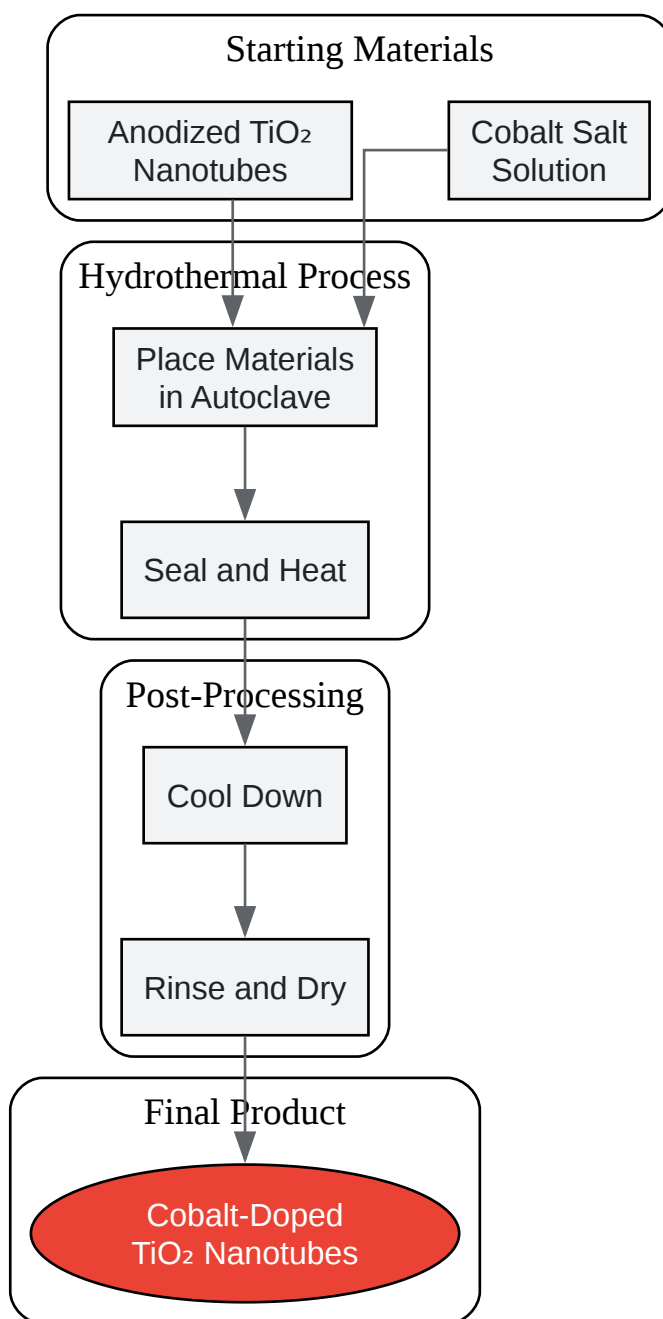 Starting Materials
Anodized TiO₂
Nanotubes
Cobalt Salt
Solution
Hydrothermal Process
Place Materials
in Autoclave
Seal and Heat
Post-Processing
Cool Down
Rinse and Dry
Final Product
Cobalt-Doped
TiO₂ Nanotubes